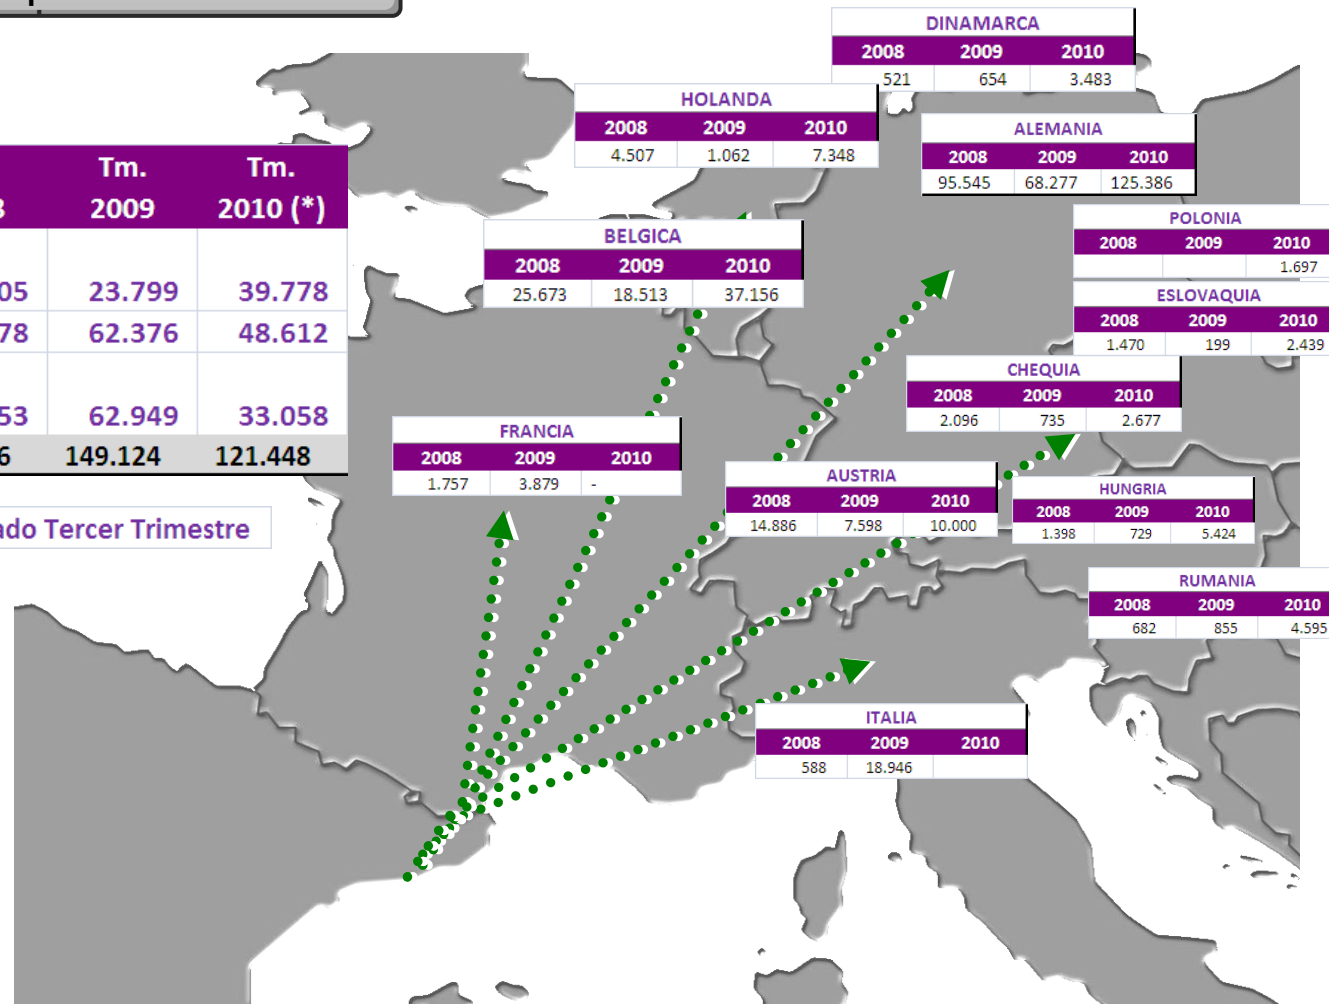 DINAMARCA
2008 2009 2010
521 654 3.483
HOLANDA
2008 2009 2010
4.507 1.062 7.348
ALEMANIA
2008 2009 2010
95.545 68.277 125.386
Tm. Tm.
3 2009 2010 (*)
05 23.799 39.778
78 62.376 48.612
53 62.949 33.058
6 149.124 121.448
ado Tercer Trimestre
BELGICA
2008 2009 2010
25.673 18.513 37.156
POLONIA
2008 2009 2010
1.697
ESLOVAQUIA
2008 2009 2010
1.470 199 2.439
CHEQUIA
2008 2009 2010
2.096 735 2.677
FRANCIA
2008 2009 2010
1.757 3.879 -
AUSTRIA
2008 2009 2010
14.886 7.598 10.000
HUNGRIA
2008 2009 2010
1.398 729 5.424
RUMANIA
2008 2009 2010
682 855 4.595
ITALIA
2008 2009 2010
588 18.946